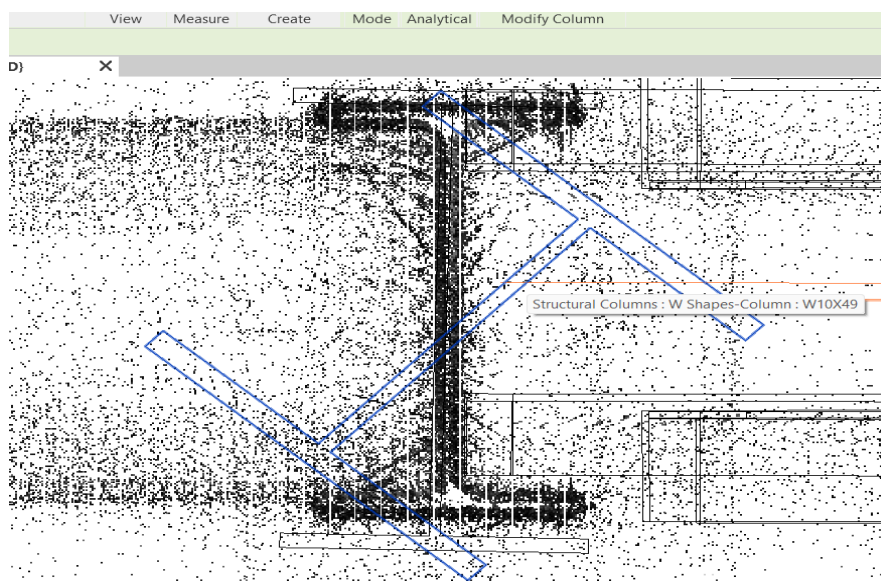 View Measure Create Mode Analytical Modify Column
D}
Structural Columns : W Shapes-Column : W10X49